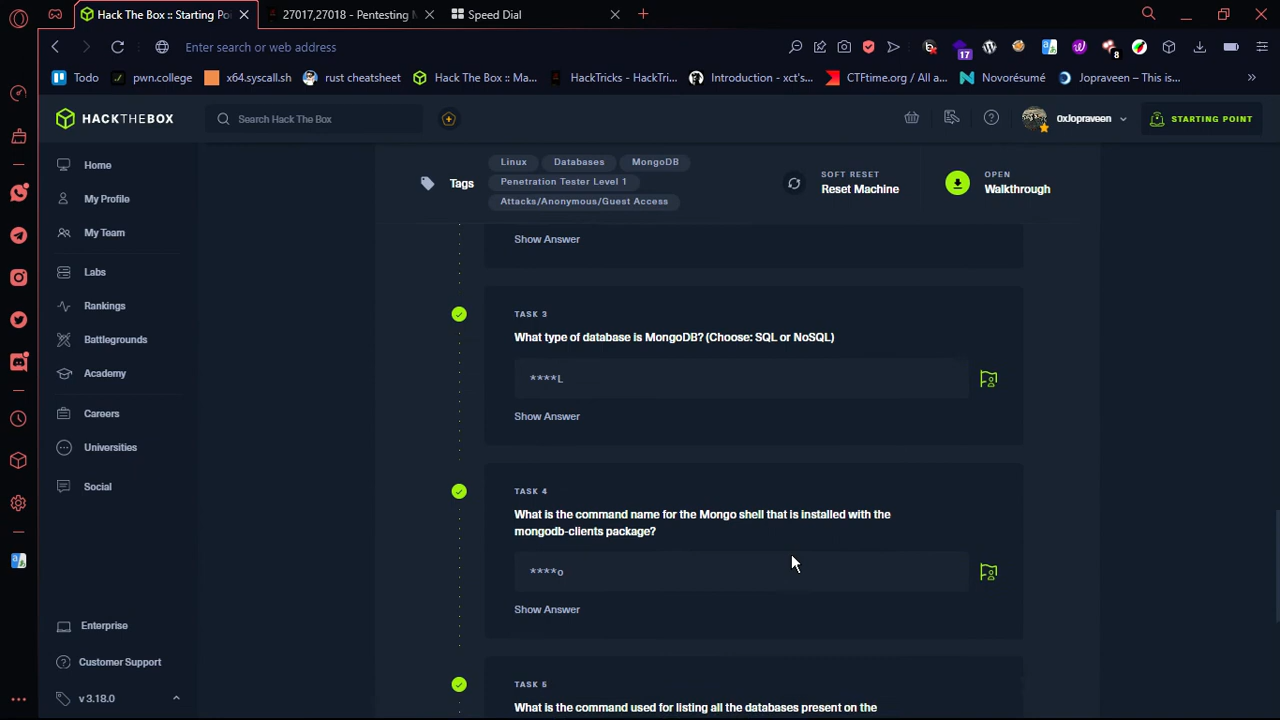 Hack The Box :: Starting Poi
27017,27018 - Pentesting M
Speed Dial
Enter search or web address
17
8
Todo
pwn.college
x64.syscall.sh
rust cheatsheet
Hack The Box :: Ma...
HackTricks - HackTri...
Introduction - xct's...
CTFtime.org / All a...
Novorésumé
Jopraveen – This is...
»
HACKTHEBOX
Search Hack The Box
0xJopraveen
STARTING POINT
Home
My Profile
My Team
Labs
Rankings
Battlegrounds
Academy
Careers
Universities
Social
Enterprise
Customer Support
v 3.18.0
Tags
Linux
Databases
MongoDB
Penetration Tester Level 1
Attacks/Anonymous/Guest Access
SOFT RESET
Reset Machine
OPEN
Walkthrough
Show Answer
TASK 3
What type of database is MongoDB? (Choose: SQL or NoSQL)
****L
Show Answer
TASK 4
What is the command name for the Mongo shell that is installed with the
mongodb-clients package?
****o
Show Answer
TASK 5
What is the command used for listing all the databases present on the